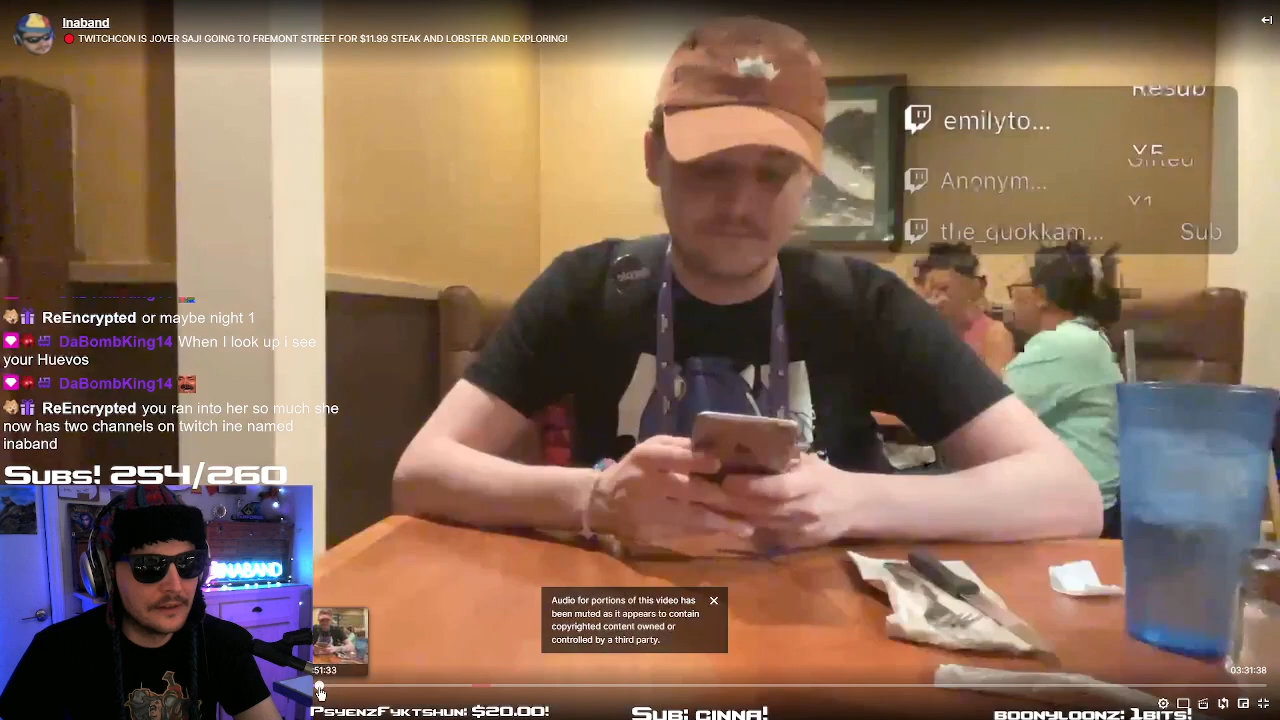 Inaband
TWITCHCON IS JOVER SAJ! GOING TO FREMONT STREET FOR $11.99 STEAK AND LOBSTER AND EXPLORING!
Resub
emilyto...
X5
Gifted
Anonym...
X1
the_quokkam... Sub
ReEncrypted or maybe night 1
DaBombKing14 When I look up i see
your Huevos
DaBombKing14
ReEncrypted you ran into her so much she
now has two channels on twitch ine named
inaband
SUBS! 254/260
INABAND
Audio for portions of this video has
been muted as it appears to contain
copyrighted content owned or
controlled by a third party.
:51:33
03:31:38
PsyenzFyktshun: $20.00!
Sub: cinna!
boonyloonz: 1Bits!